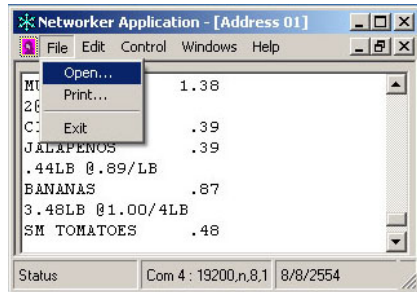 Networker Application - [Address 01]
File Edit Control Windows Help
Open...
Print...
Exit
1.38
.39
JALAPENOS .39
.44LB @.89/LB
BANANAS .87
3.48LB @1.00/4LB
SM TOMATOES .48
Status Com 4 : 19200,n,8,1 8/8/2554